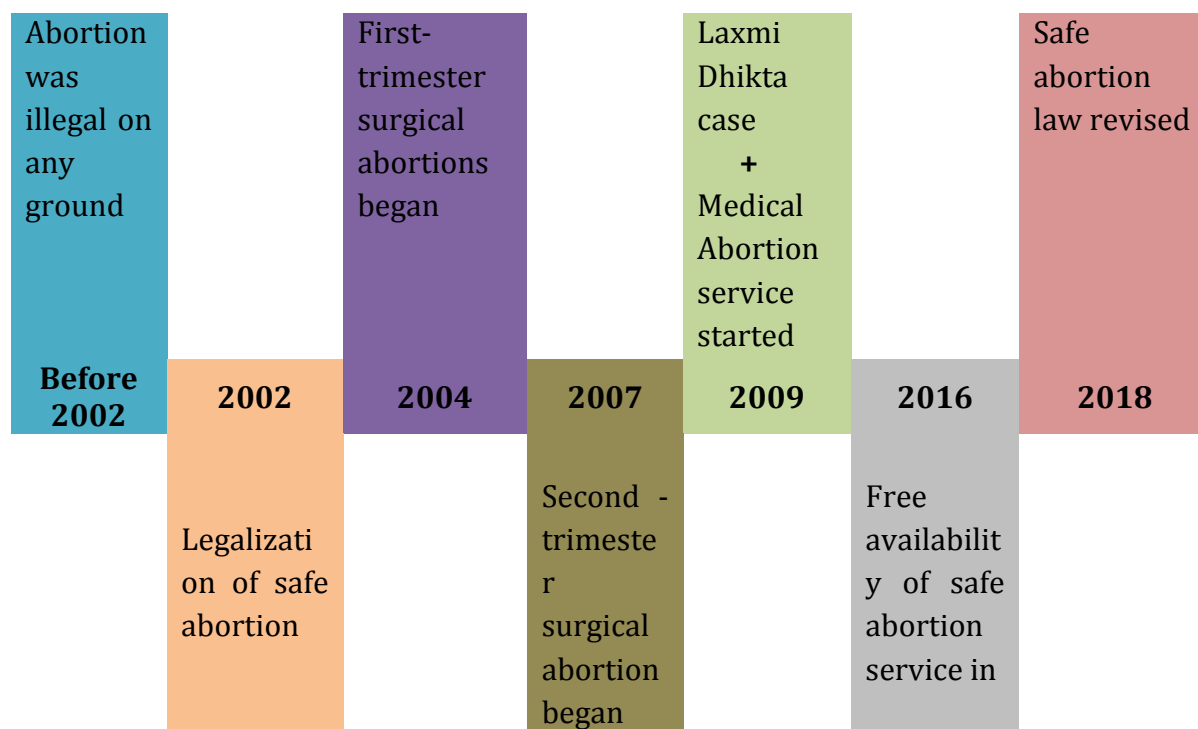 Abortion
was
illegal on
any
ground
Before
2002
2002
Legalizati
on of safe
abortion
First-
trimester
surgical
abortions
began
2004
2007
Second -
trimeste
r
surgical
abortion
began
Laxmi
Dhikta
case
+
Medical
Abortion
service
started
2009
2016
Free
availabilit
y of safe
abortion
service in
Safe
abortion
law revised
2018